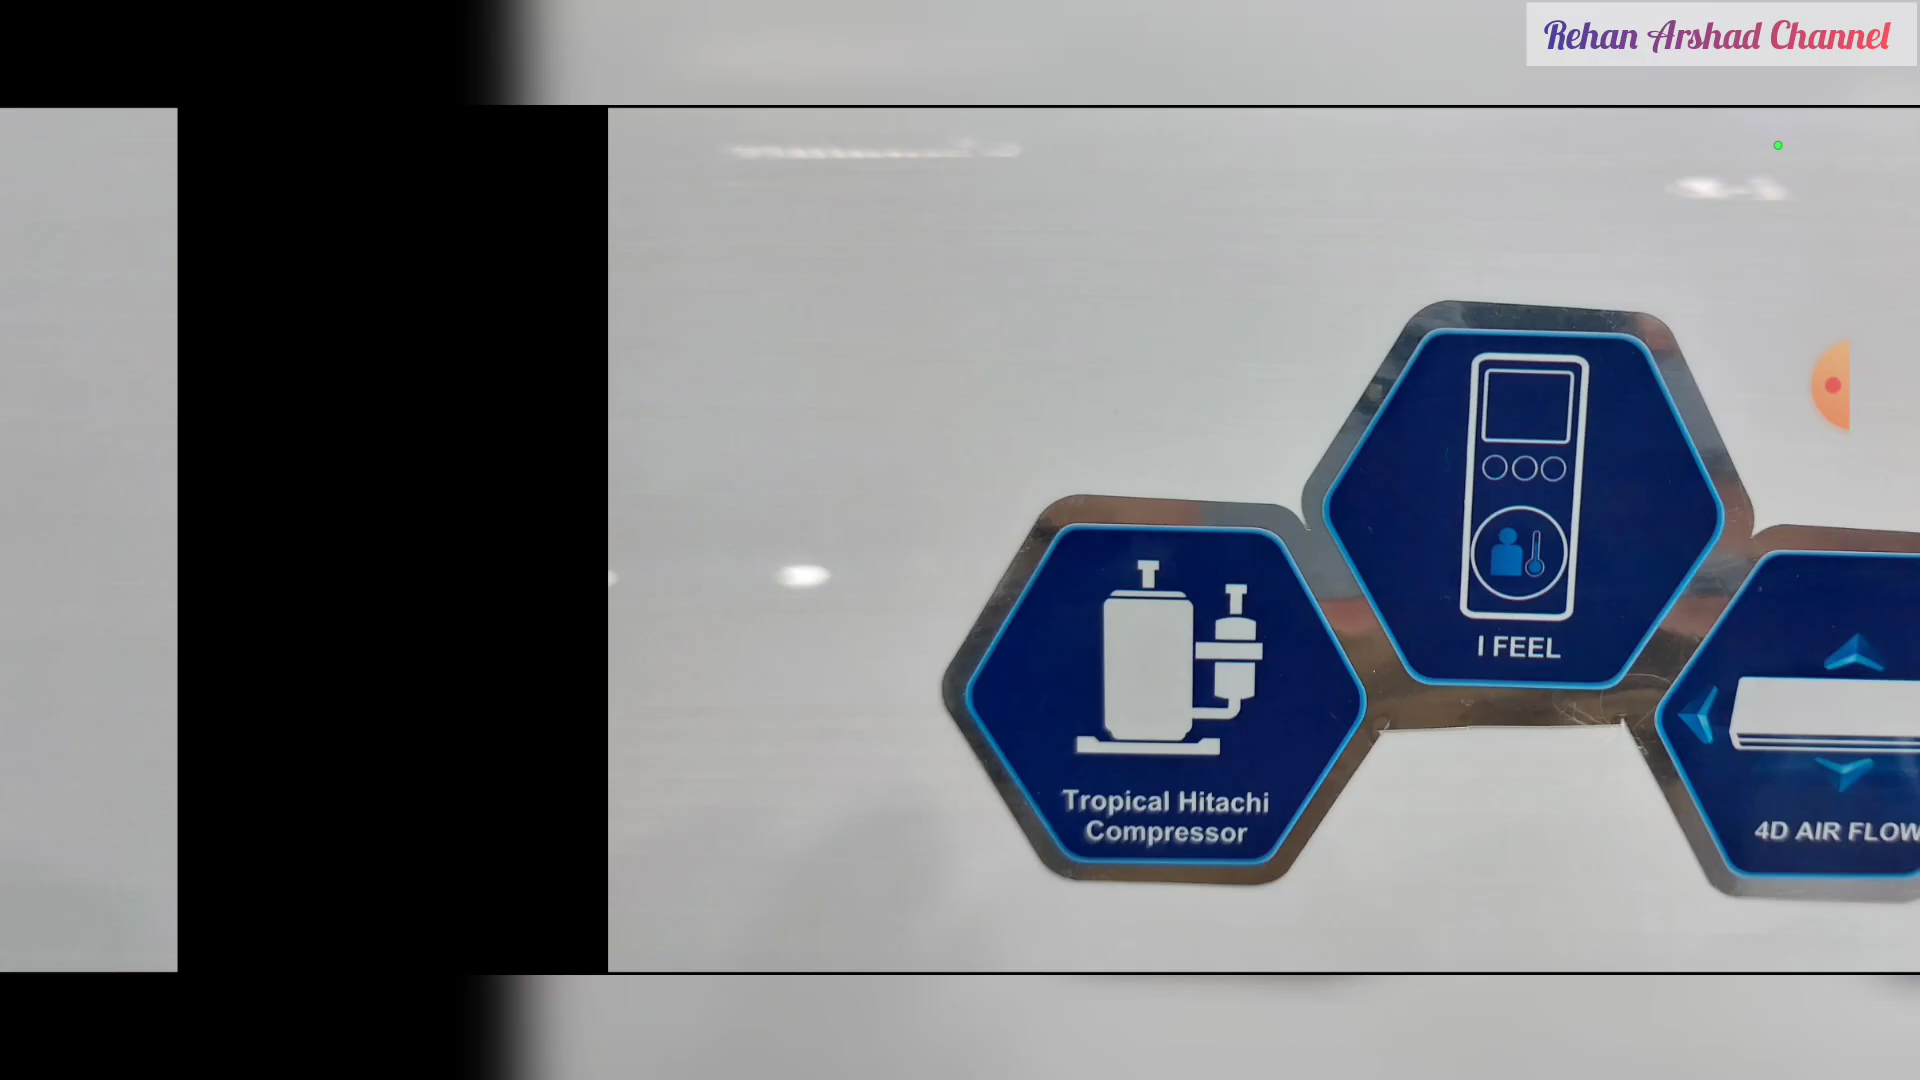 Rehan Arshad Channel
I FEEL
Tropical Hitachi
Compressor
4D AIR FLOW